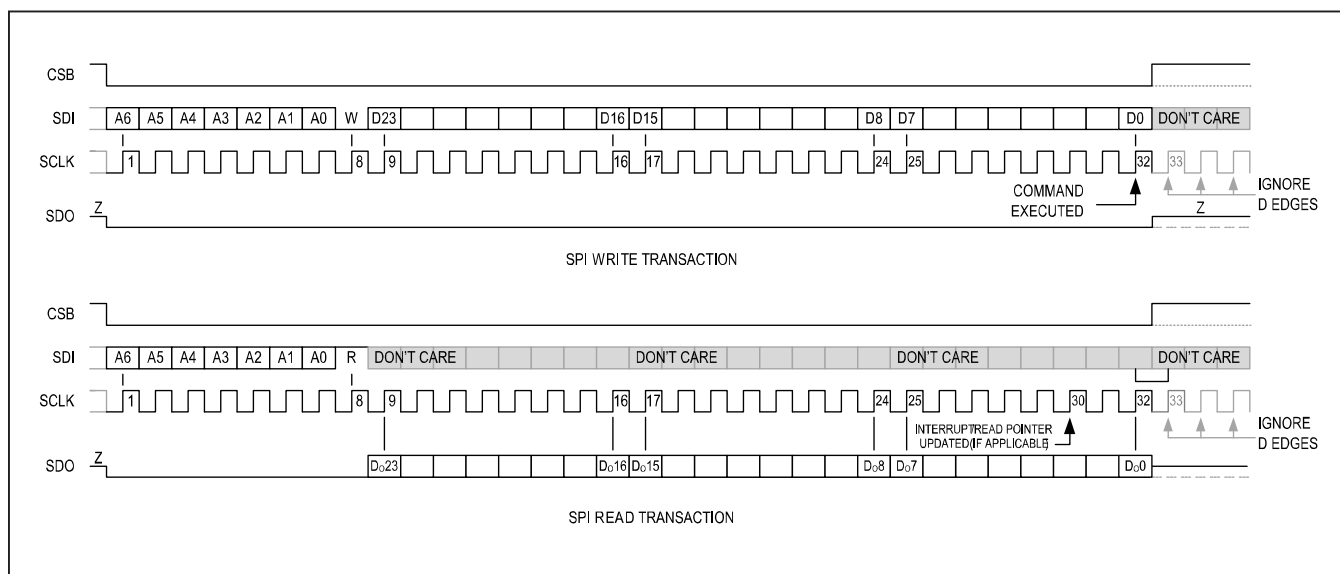 CSB
SDI A6 A5 A4 A3 A2 A1 A0 W D23 D16 D15 D8 D7 D0 DON'T CARE
SCLK 1 8 9 16 17 24 25 32 33
COMMAND EXECUTED
IGNORE
D EDGES
SDO Z Z
SPI WRITE TRANSACTION
CSB
SDI A6 A5 A4 A3 A2 A1 A0 R DON'T CARE DON'T CARE DON'T CARE DON'T CARE
SCLK 1 8 9 16 17 24 25 30 32 33
INTERRUPT/READ POINTER
UPDATED(IF APPLICABLE)
IGNORE
D EDGES
SDO Z Do23 Do16 Do15 Do8 Do7 Do0
SPI READ TRANSACTION